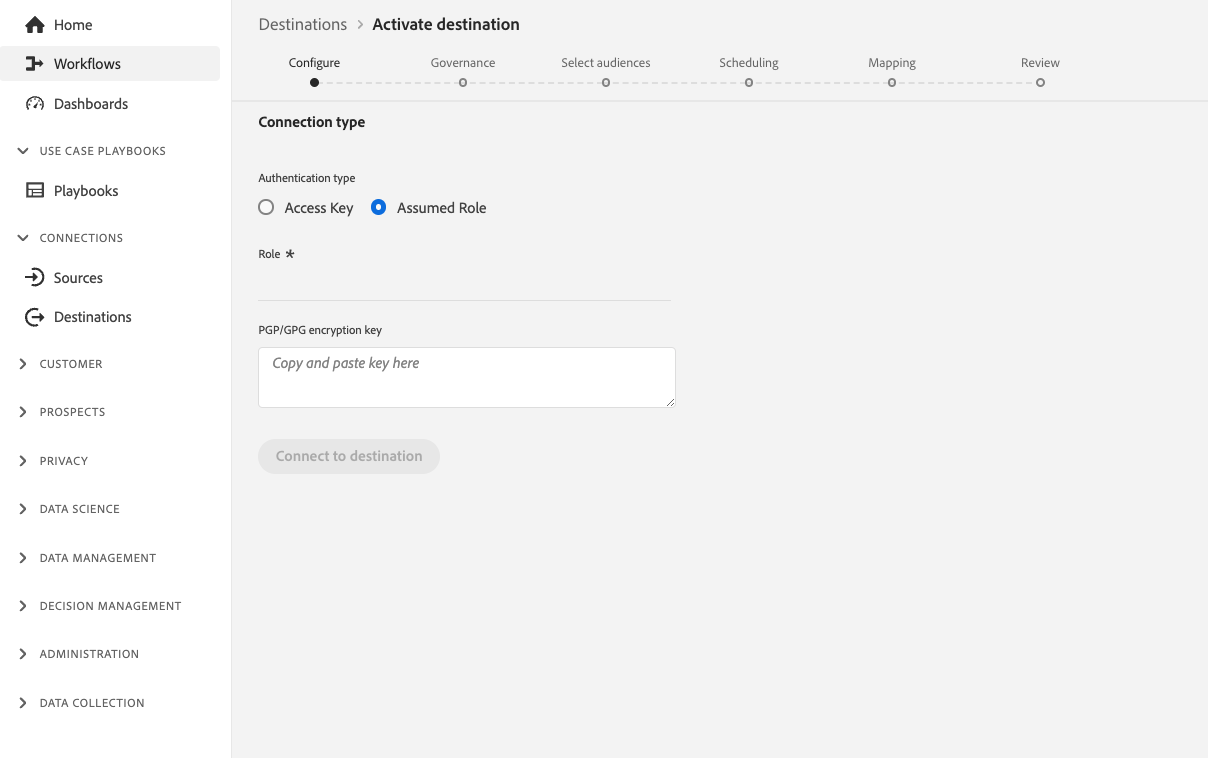 Home
Workflows
Dashboards
USE CASE PLAYBOOKS
Playbooks
CONNECTIONS
Sources
Destinations
CUSTOMER
PROSPECTS
PRIVACY
DATA SCIENCE
DATA MANAGEMENT
DECISION MANAGEMENT
ADMINISTRATION
DATA COLLECTION
Destinations > Activate destination
Configure Governance Select audiences Scheduling Mapping Review
Connection type
Authentication type
Access Key Assumed Role
Role *
PGP/GPG encryption key
Copy and paste key here
Connect to destination